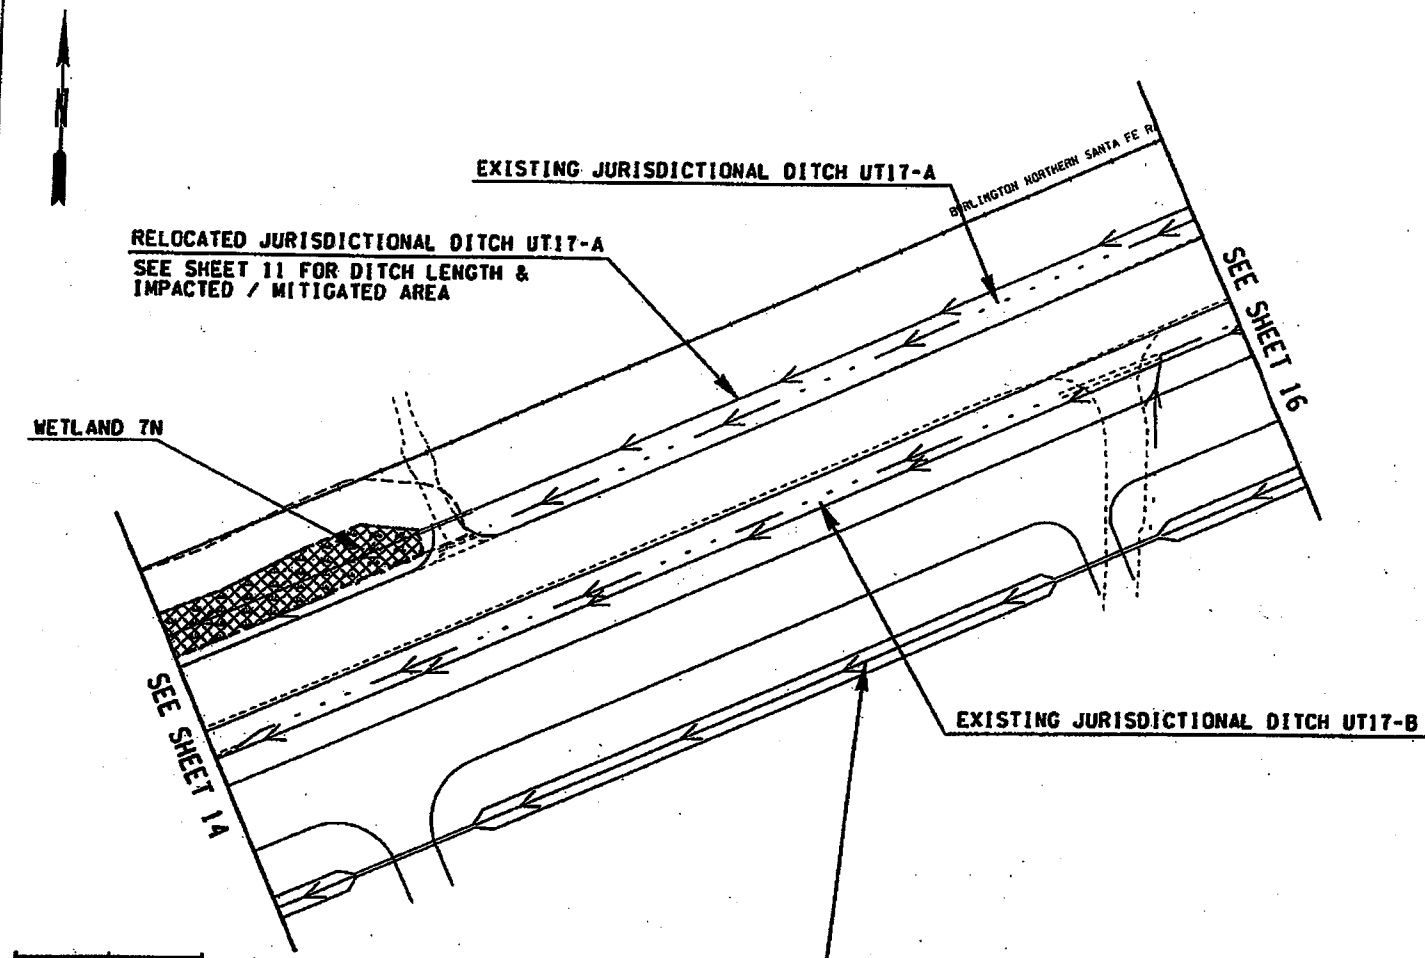 N
EXISTING JURISDICTIONAL DITCH UT17-A
BURLINGTON NORTHERN SANTA FE
RELOCATED JURISDICTIONAL DITCH UT17-A
SEE SHEET 11 FOR DITCH LENGTH &
IMPACTED / MITIGATED AREA
SEE SHEET 16
WETLAND 7N
SEE SHEET 14
EXISTING JURISDICTIONAL DITCH UT17-B